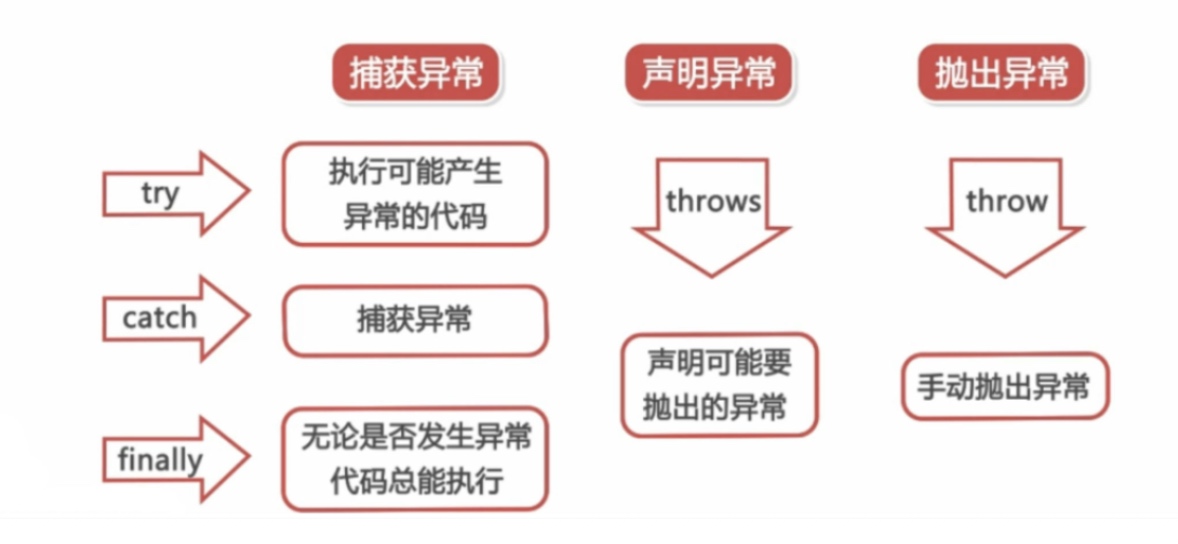 捕获异常
声明异常
抛出异常
try
执行可能产生
异常的代码
catch
捕获异常
finally
无论是否发生异常
代码总能执行
throws
声明可能要
抛出的异常
throw
手动抛出异常